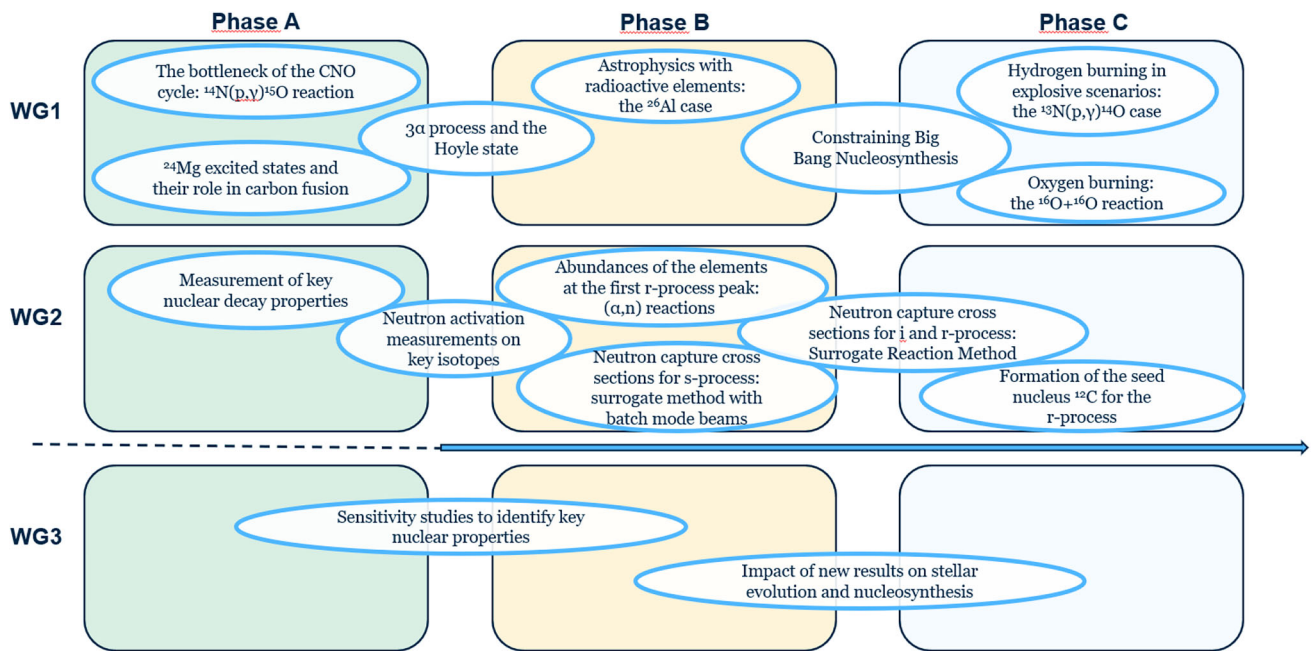 Phase A
Phase B
Phase C
WG1
The bottleneck of the CNO
cycle: ¹⁴N(p,γ)¹⁵O reaction
²⁴Mg excited states and
their role in carbon fusion
3α process and the
Hoyle state
Astrophysics with
radioactive elements:
the ²⁶Al case
Constraining Big
Bang Nucleosynthesis
Hydrogen burning in
explosive scenarios:
the ¹³N(p,γ)¹⁴O case
Oxygen burning:
the ¹⁶O+¹⁶O reaction
WG2
Measurement of key
nuclear decay properties
Neutron activation
measurements on
key isotopes
Abundances of the elements
at the first r-process peak:
(α,n) reactions
Neutron capture cross
sections for s-process:
surrogate method with
batch mode beams
Neutron capture cross
sections for i and r-process:
Surrogate Reaction Method
Formation of the seed
nucleus ¹²C for the
r-process
WG3
Sensitivity studies to identify key
nuclear properties
Impact of new results on stellar
evolution and nucleosynthesis